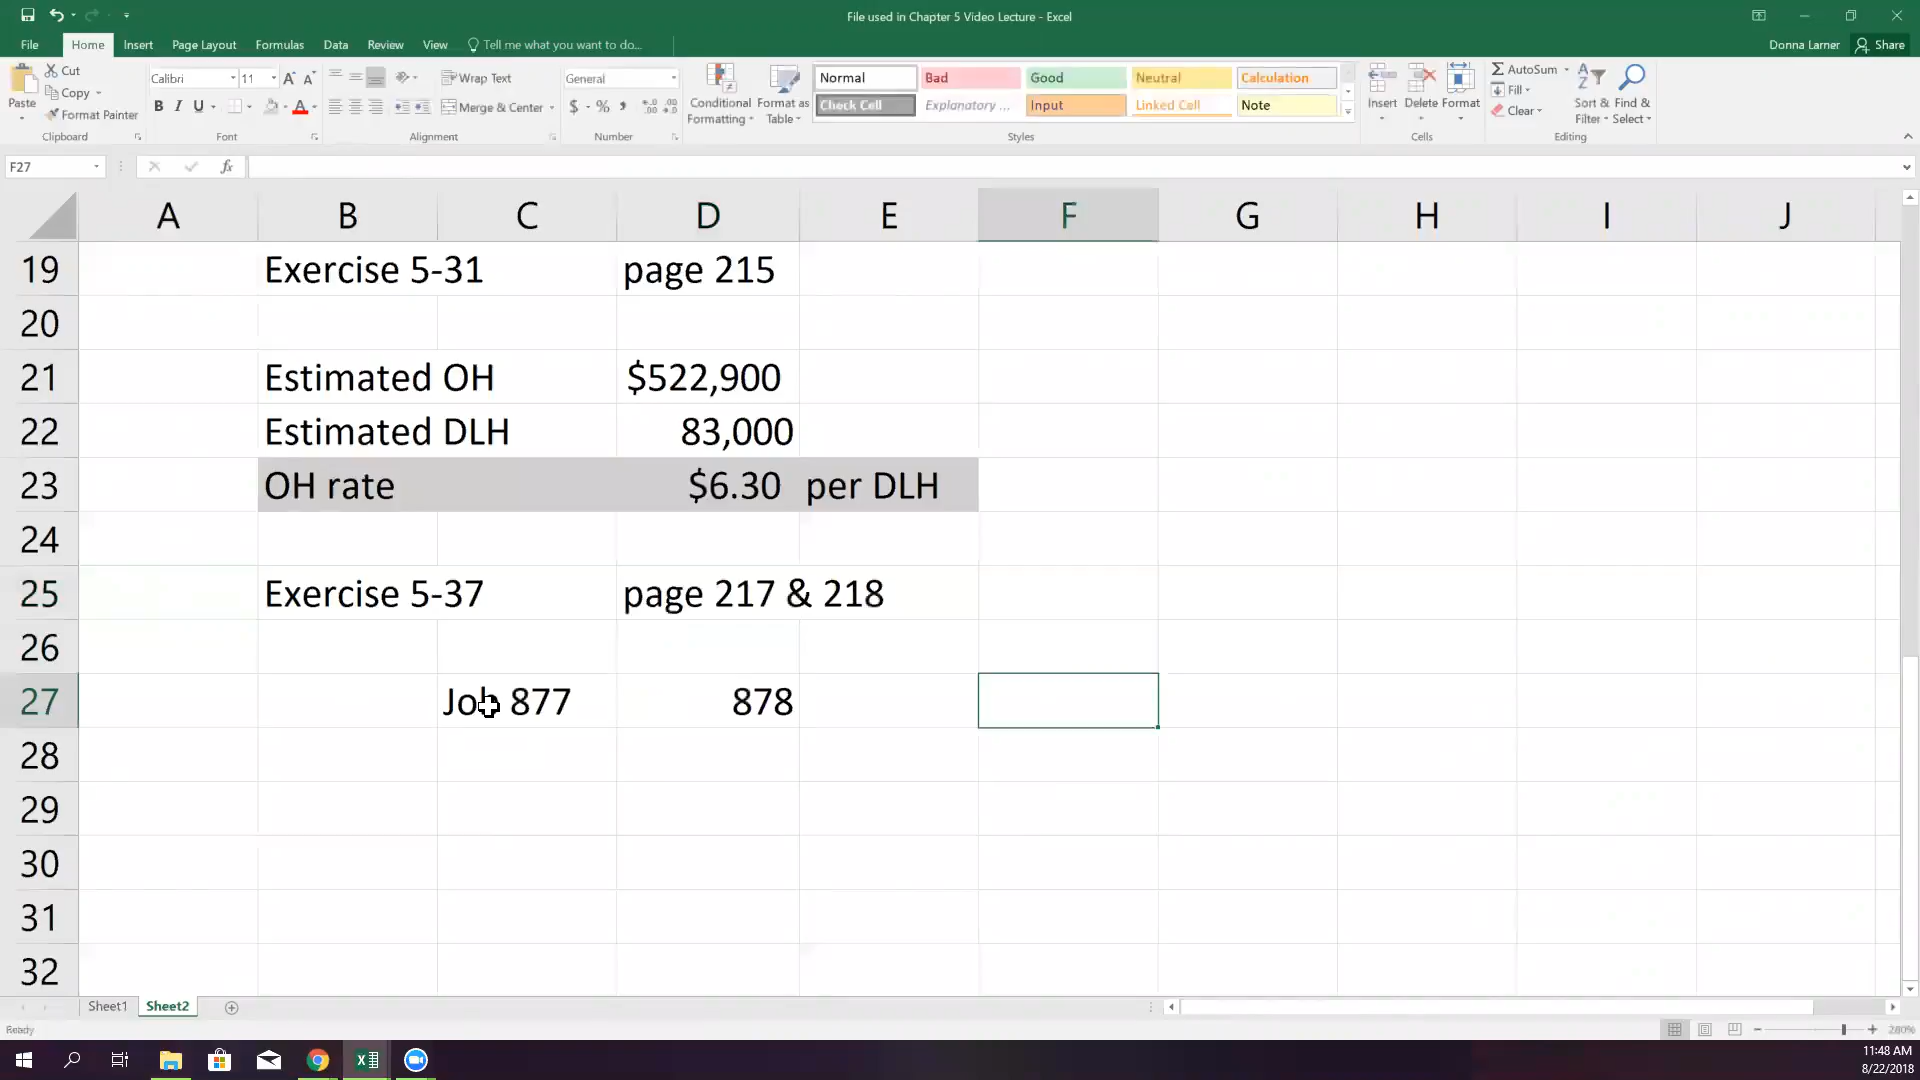 File used in Chapter 5 Video Lecture - Excel
File Home Insert Page Layout Formulas Data Review View Tell me what you want to do... Donna Larner Share
Paste Cut Copy Format Painter Clipboard
Calibri 11 A A B I U A Font
Wrap Text Merge & Center Alignment
General $ % , Number
Conditional Formatting Format as Table
Normal Bad Good Neutral Calculation
Check Cell Explanatory ... Input Linked Cell Note
Styles
Insert Delete Format Cells
AutoSum Fill Clear Sort & Filter Find & Select Editing
F27 fx
A B C D E F G H I J
19 Exercise 5-31 page 215
20
21 Estimated OH $522,900
22 Estimated DLH 83,000
23 OH rate $6.30 per DLH
24
25 Exercise 5-37 page 217 & 218
26
27 Job 877 878
28
29
30
31
32
Sheet1 Sheet2
Ready 280%
11:48 AM
8/22/2018